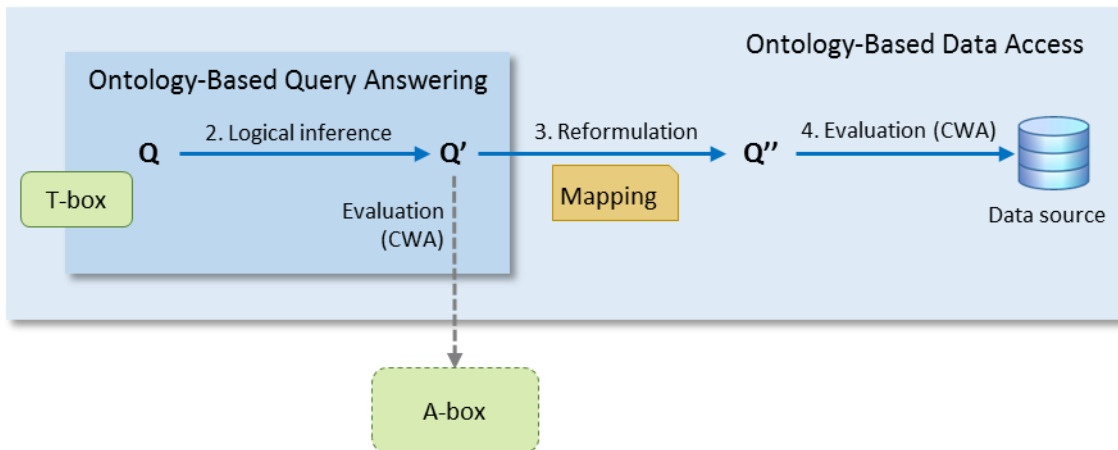 Ontology-Based Data Access
Ontology-Based Query Answering
2. Logical inference
3. Reformulation
4. Evaluation (CWA)
Q
Q'
Q''
Mapping
T-box
Evaluation
(CWA)
Data source
A-box